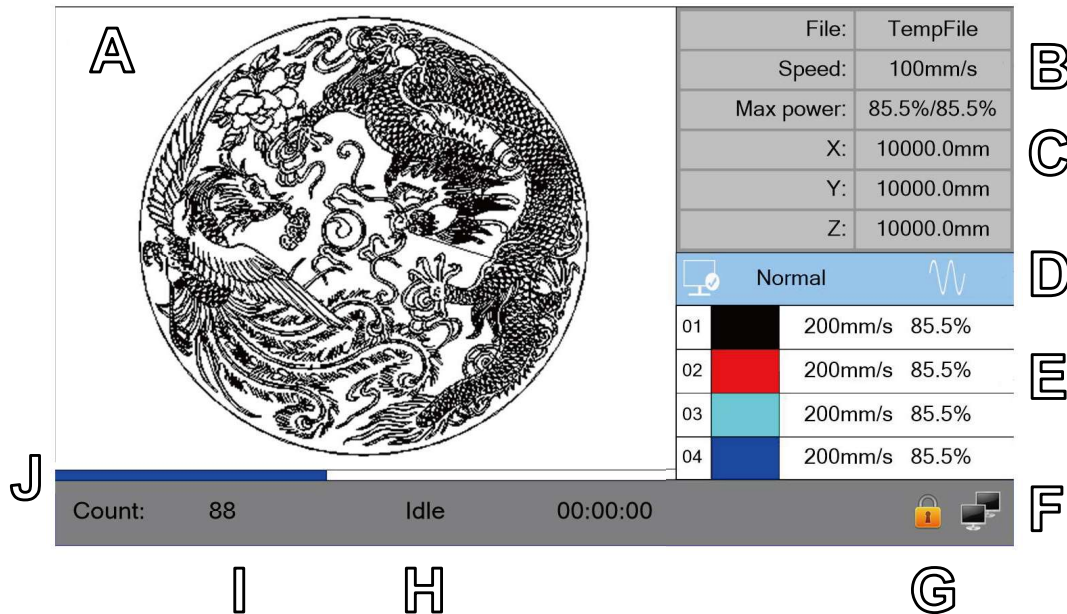 A
File: TempFile
B
Speed: 100mm/s
Max power: 85.5%/85.5%
C
X: 10000.0mm
Y: 10000.0mm
Z: 10000.0mm
D
Normal
01 200mm/s 85.5%
02 200mm/s 85.5%
E
03 200mm/s 85.5%
04 200mm/s 85.5%
J
Count: 88 Idle 00:00:00
F
I H G